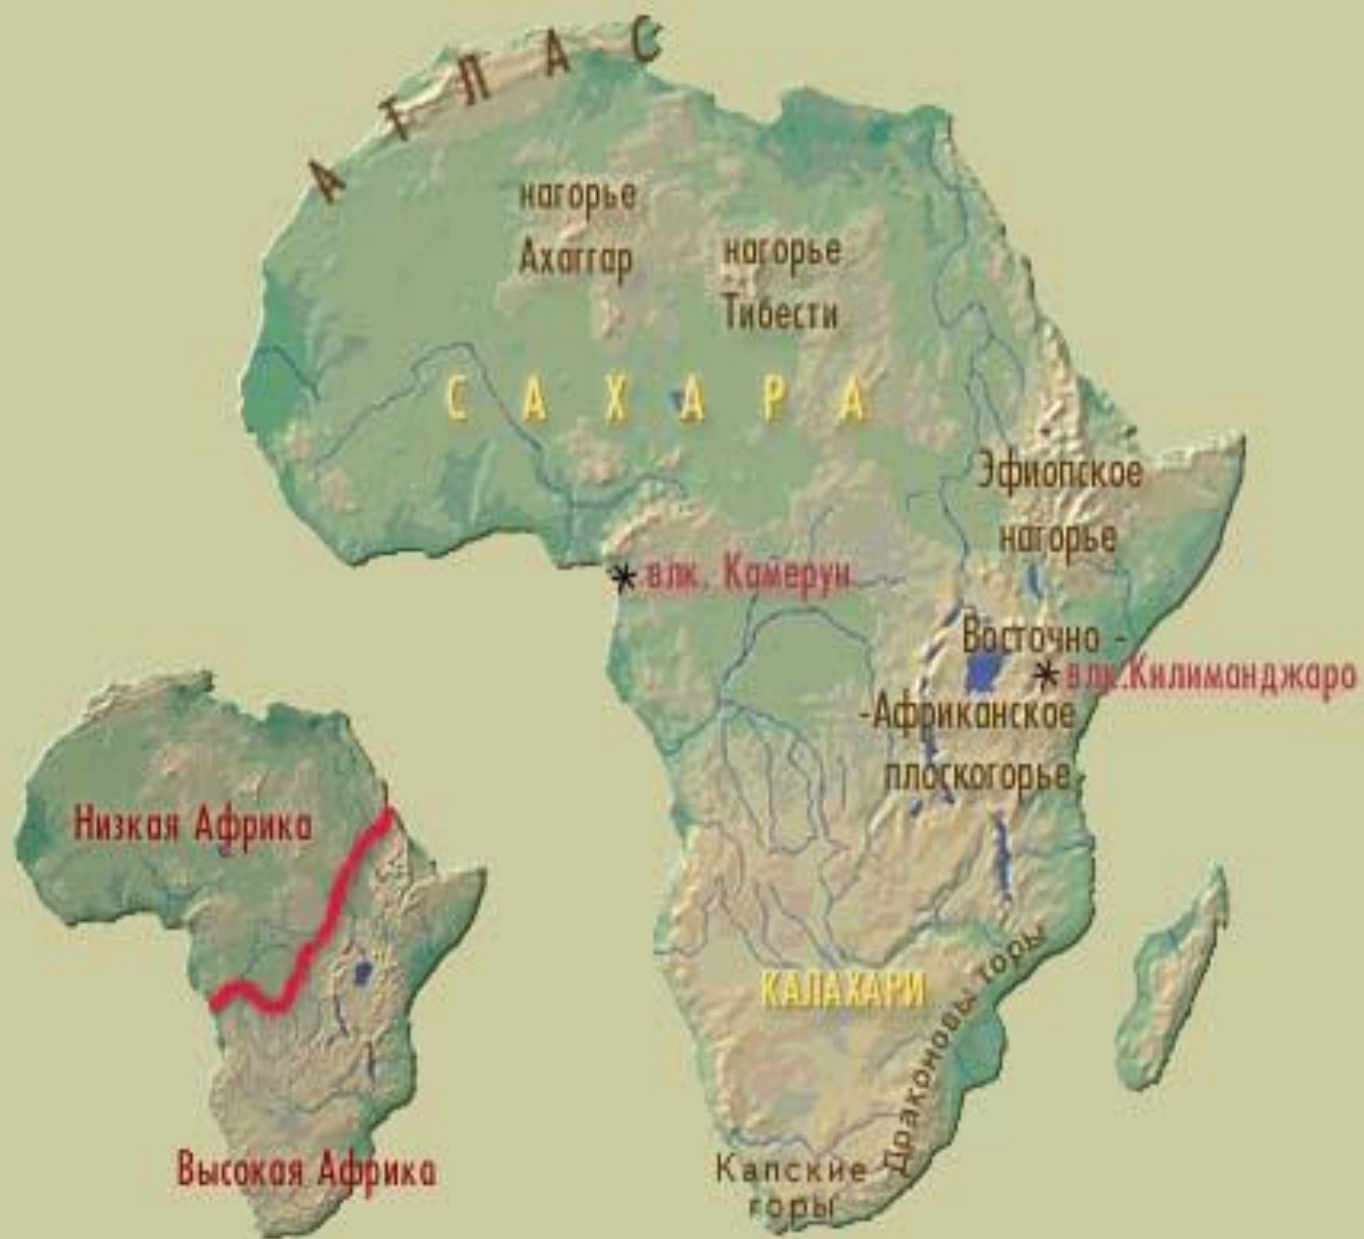 АТЛАС
нагорье
Ахаггар
нагорье
Тибести
САХАРА
Эфиопское
нагорье
влк. Камерун
Восточно -
влк.Килиманджаро
-Африканское
плоскогорье
Низкая Африка
КАЛАХАРИ
Драконовы горы
Высокая Африка
Капские
горы